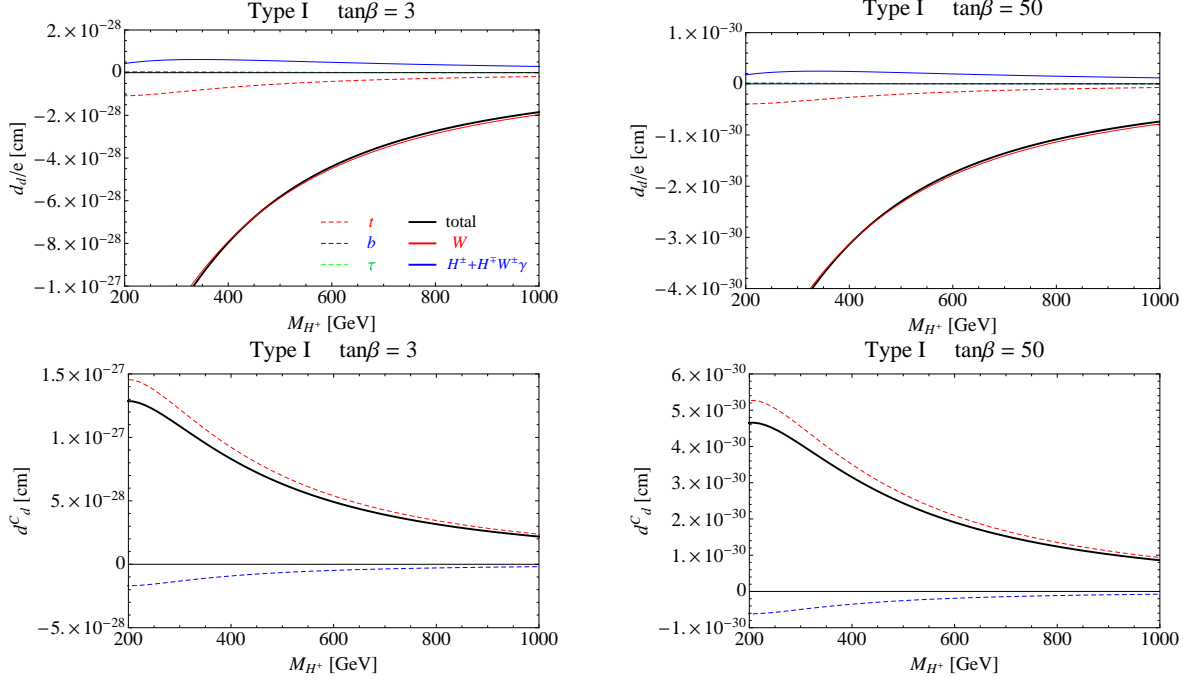 Type I tanβ = 3
2.×10⁻²⁸
0
−2.×10⁻²⁸
−4.×10⁻²⁸
−6.×10⁻²⁸
−8.×10⁻²⁸
−1.×10⁻²⁷
d_d/e [cm]
t
b
τ
total
W
H^±+H^∓W^±γ
200 400 600 800 1000
M_{H^+} [GeV]
Type I tanβ = 50
1.×10⁻³⁰
0
−1.×10⁻³⁰
−2.×10⁻³⁰
−3.×10⁻³⁰
−4.×10⁻³⁰
d_d/e [cm]
200 400 600 800 1000
M_{H^+} [GeV]
Type I tanβ = 3
1.5×10⁻²⁷
1.×10⁻²⁷
5.×10⁻²⁸
0
−5.×10⁻²⁸
d^C_d [cm]
200 400 600 800 1000
M_{H^+} [GeV]
Type I tanβ = 50
6.×10⁻³⁰
5.×10⁻³⁰
4.×10⁻³⁰
3.×10⁻³⁰
2.×10⁻³⁰
1.×10⁻³⁰
0
−1.×10⁻³⁰
d^C_d [cm]
200 400 600 800 1000
M_{H^+} [GeV]